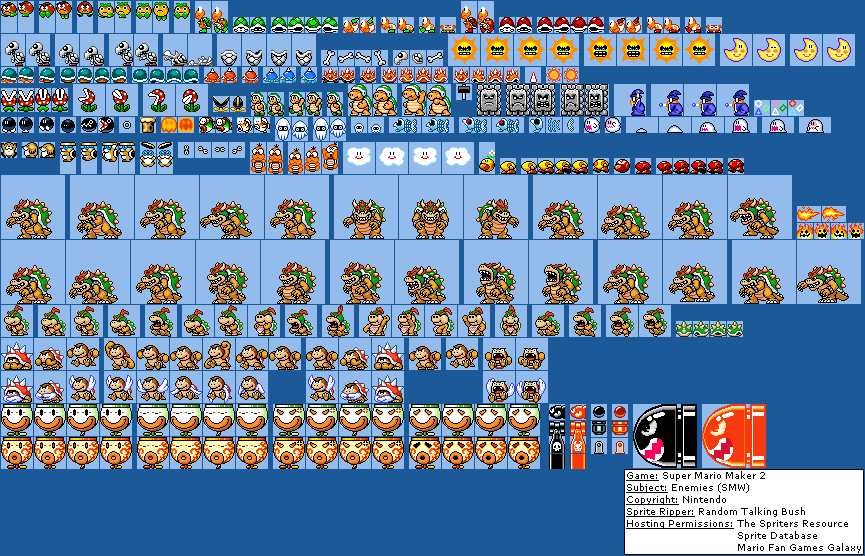 Game: Super Mario Maker 2
Subject: Enemies (SMW)
Copyright: Nintendo
Sprite Ripper: Random Talking Bush
Hosting Permissions: The Spriters Resource
Sprite Database
Mario Fan Games Galaxy